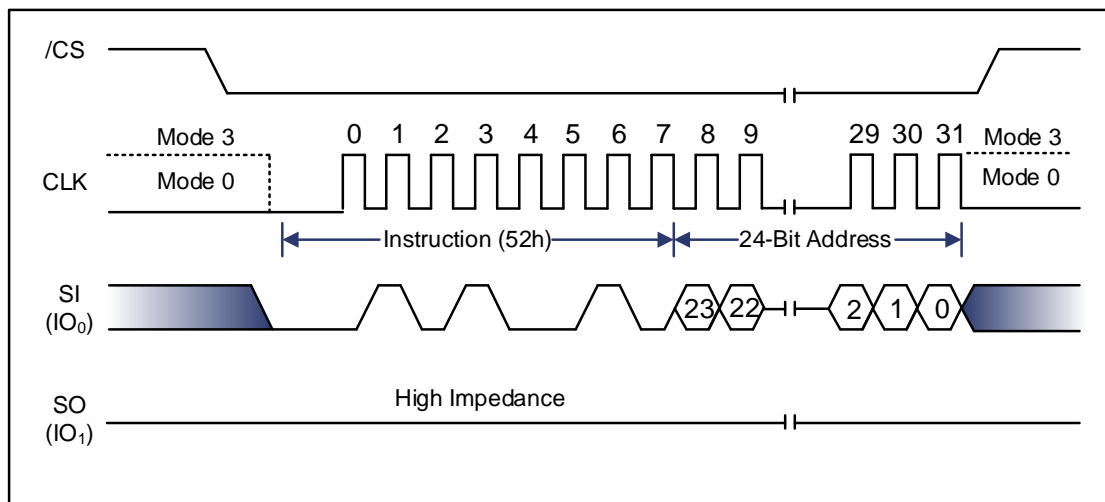 /CS
0 1 2 3 4 5 6 7 8 9 29 30 31
Mode 3 Mode 3
CLK Mode 0 Mode 0
Instruction (52h) 24-Bit Address
SI
(IO₀) 23 22 2 1 0
High Impedance
SO
(IO₁)